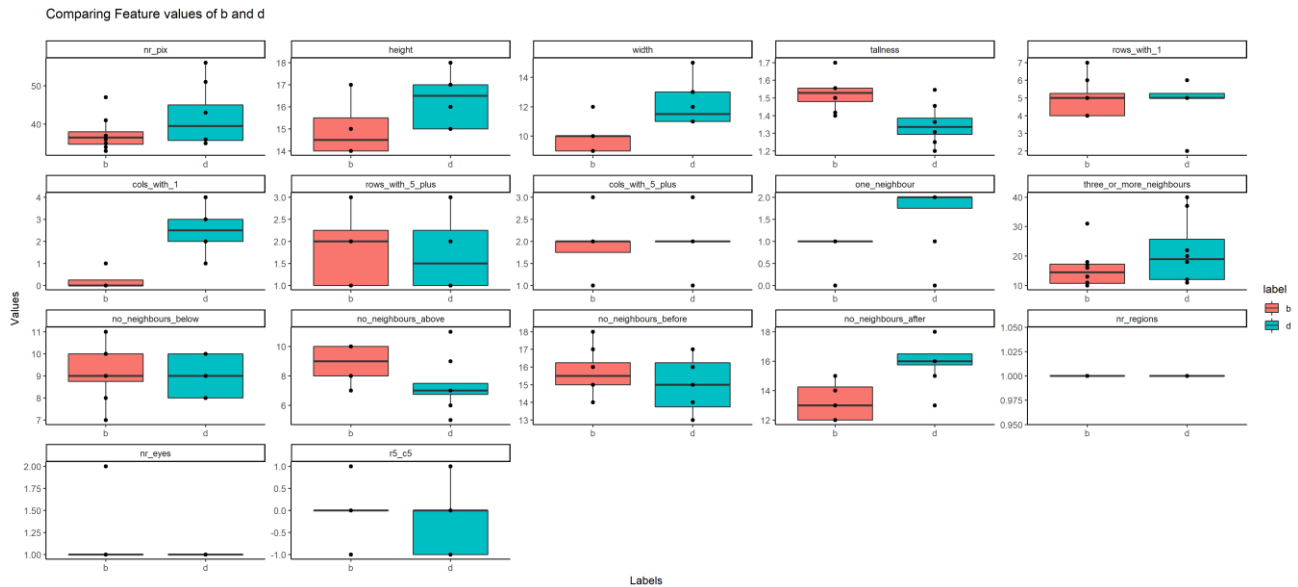 Comparing Feature values of b and d
nr_pix
height
width
tallness
rows_with_1
50
40
b
d
18
17
16
15
14
b
d
14
12
10
b
d
1.7
1.6
1.5
1.4
1.3
1.2
b
d
7
6
5
4
3
2
b
d
cols_with_1
rows_with_5_plus
cols_with_5_plus
one_neighbour
three_or_more_neighbours
4
3
2
1
0
b
d
3.0
2.5
2.0
1.5
1.0
b
d
3.0
2.5
2.0
1.5
1.0
b
d
2.0
1.5
1.0
0.5
0.0
b
d
40
30
20
10
b
d
no_neighbours_below
no_neighbours_above
no_neighbours_before
no_neighbours_after
nr_regions
11
10
9
8
7
b
d
10
8
6
b
d
18
17
16
15
14
13
b
d
18
16
14
12
b
d
1.050
1.025
1.000
0.975
0.950
b
d
nr_eyes
r5_c5
2.00
1.75
1.50
1.25
1.00
b
d
1.0
0.5
0.0
-0.5
-1.0
b
d
Values
Labels
label
b
d